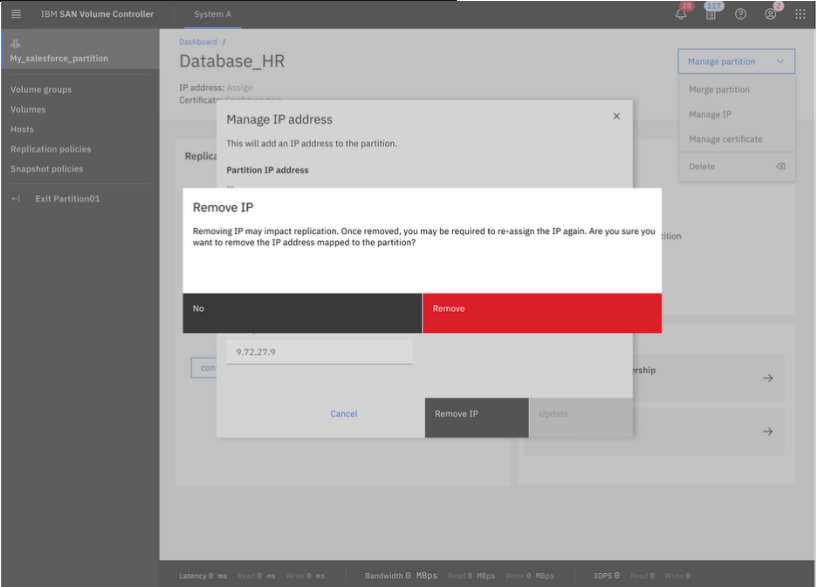 IBM SAN Volume Controller
System A
28
117
2
My_salesforce_partition
Volume groups
Volumes
Hosts
Replication policies
Snapshot policies
Exit Partition01
Dashboard /
Database_HR
IP address: Assign
Certificate: Configure now
Manage partition
Merge partition
Manage IP
Manage certificate
Delete
Manage IP address
This will add an IP address to the partition.
Partition IP address
Remove IP
Removing IP may impact replication. Once removed, you may be required to re-assign the IP again. Are you sure you
want to remove the IP address mapped to the partition?
No
Remove
9.72.27.9
Cancel
Remove IP
Update
Latency 0 ms Read 0 ms Write 0 ms Bandwidth 0 MBps Read 0 MBps Write 0 MBps IOPS 0 Read 0 Write 0